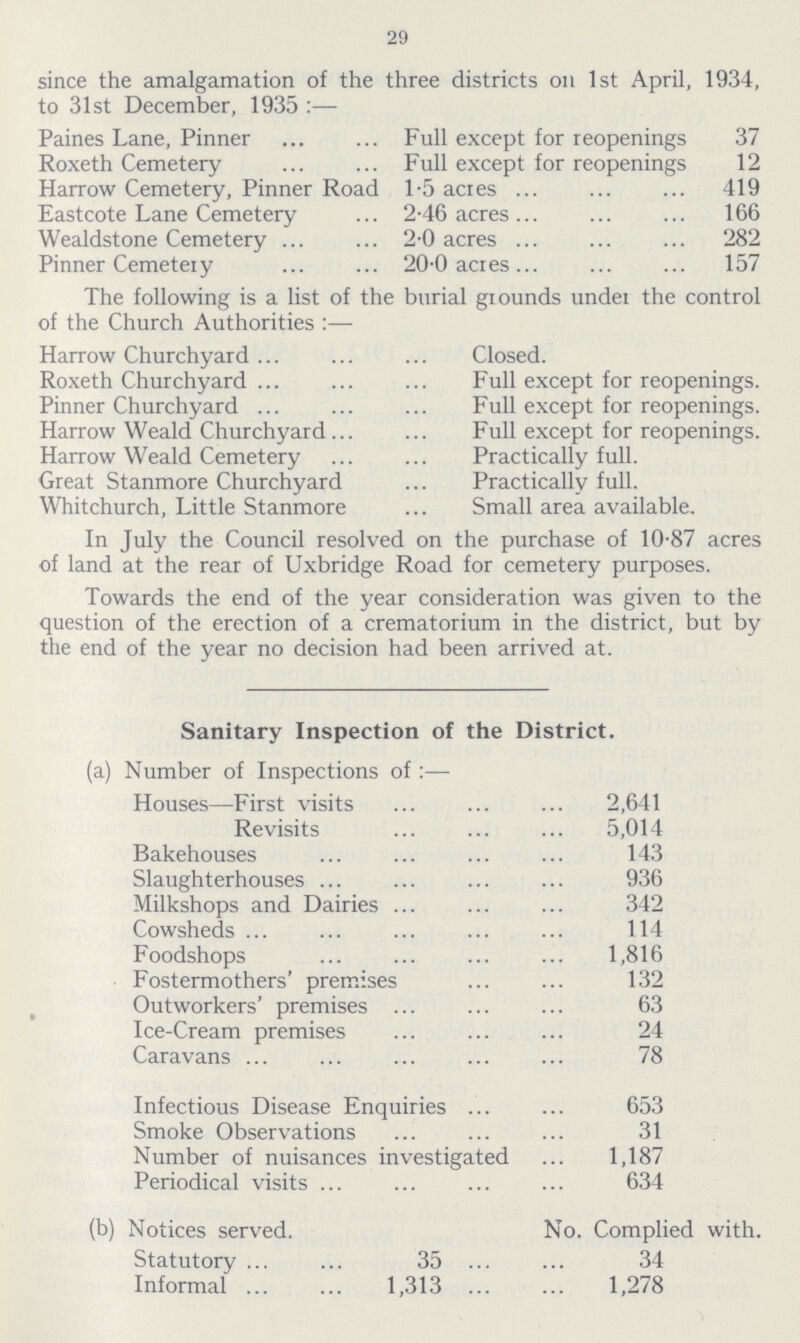 29
since the amalgamation of the three districts on 1st April, 1934,
to 31st December, 1935 :—
Paines Lane, Pinner ... ... Full except for reopenings 37
Roxeth Cemetery ... ... Full except for reopenings 12
Harrow Cemetery, Pinner Road 1·5 acres ... ... ... 419
Eastcote Lane Cemetery ... 2·46 acres ... ... ... 166
Wealdstone Cemetery ... ... 2·0 acres ... ... ... 282
Pinner Cemetery ... ... 20·0 acres ... ... ... 157
The following is a list of the burial grounds under the control
of the Church Authorities :—
Harrow Churchyard ... ... ... Closed.
Roxeth Churchyard ... ... ... Full except for reopenings.
Pinner Churchyard ... ... ... Full except for reopenings.
Harrow Weald Churchyard ... ... Full except for reopenings.
Harrow Weald Cemetery ... ... Practically full.
Great Stanmore Churchyard ... Practically full.
Whitchurch, Little Stanmore ... Small area available.
In July the Council resolved on the purchase of 10·87 acres
of land at the rear of Uxbridge Road for cemetery purposes.
Towards the end of the year consideration was given to the
question of the erection of a crematorium in the district, but by
the end of the year no decision had been arrived at.
Sanitary Inspection of the District.
(a) Number of Inspections of :—
Houses—First visits ... ... ... 2,641
Revisits ... ... ... 5,014
Bakehouses ... ... ... ... 143
Slaughterhouses ... ... ... ... 936
Milkshops and Dairies ... ... ... 342
Cowsheds ... ... ... ... ... 114
Foodshops ... ... ... ... 1,816
Fostermothers' premises ... ... 132
Outworkers' premises ... ... ... 63
Ice-Cream premises ... ... ... 24
Caravans ... ... ... ... ... 78
Infectious Disease Enquiries ... ... 653
Smoke Observations ... ... ... 31
Number of nuisances investigated ... 1,187
Periodical visits ... ... ... ... 634
(b) Notices served. No. Complied with.
Statutory ... ... 35 ... ... 34
Informal ... ... 1,313 ... ... 1,278